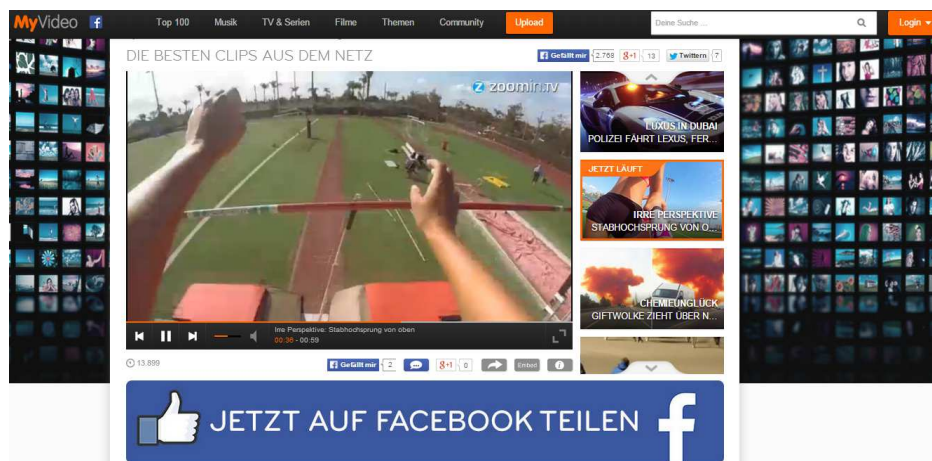 MyVideo f Top 100 Musik TV & Serien Filme Themen Community Upload Deine Suche ... Login
DIE BESTEN CLIPS AUS DEM NETZ
Gefällt mir 2.768 g+1 13 Twittern 7
zoomin.tv
LUXUS IN DUBAI
POLIZEI FÄHRT LEXUS, FER...
JETZT LÄUFT
IRRE PERSPEKTIVE
STABHOCHSPRUNG VON O...
CHEMIEUNGLÜCK
GIFTWOLKE ZIEHT ÜBER N...
Irre Perspektive: Stabhochsprung von oben
00:36 - 00:59
13.899 Gefällt mir 2 g+1 0 Embed
JETZT AUF FACEBOOK TEILEN f